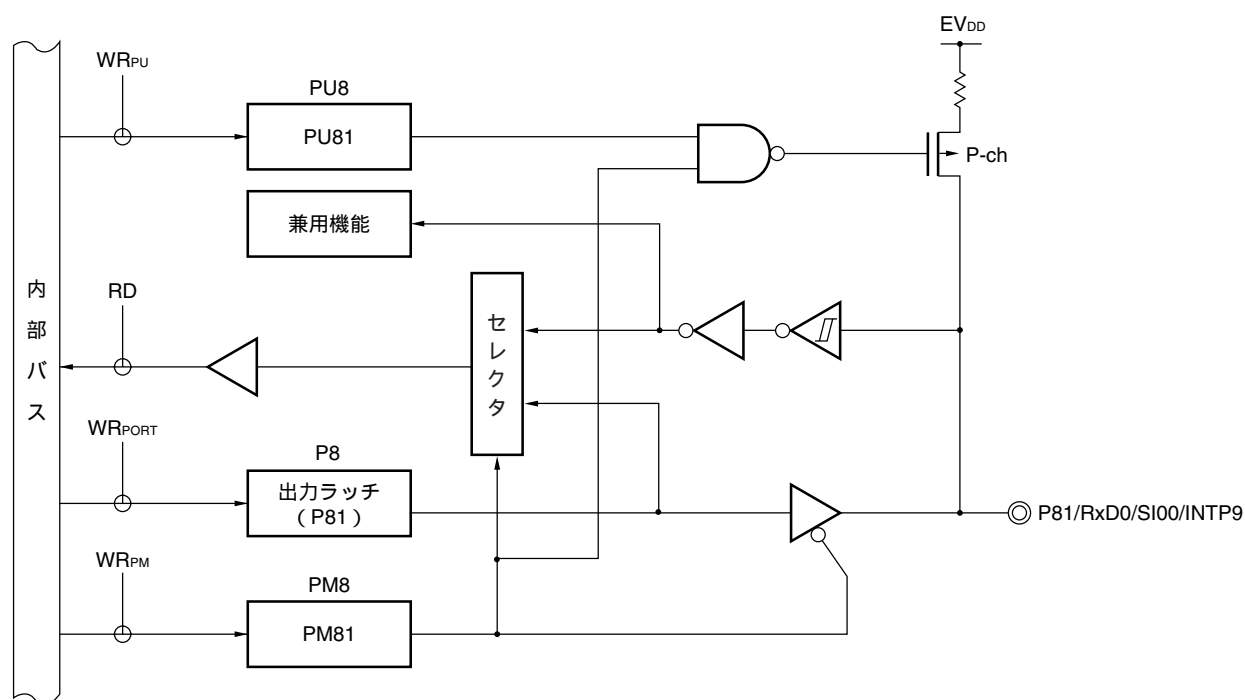 EVDD
WRPU
PU8
PU81
P-ch
兼用機能
内部バス
RD
セレクタ
WRPORT
P8
出力ラッチ
(P81)
P81/RxD0/SI00/INTP9
WRPM
PM8
PM81